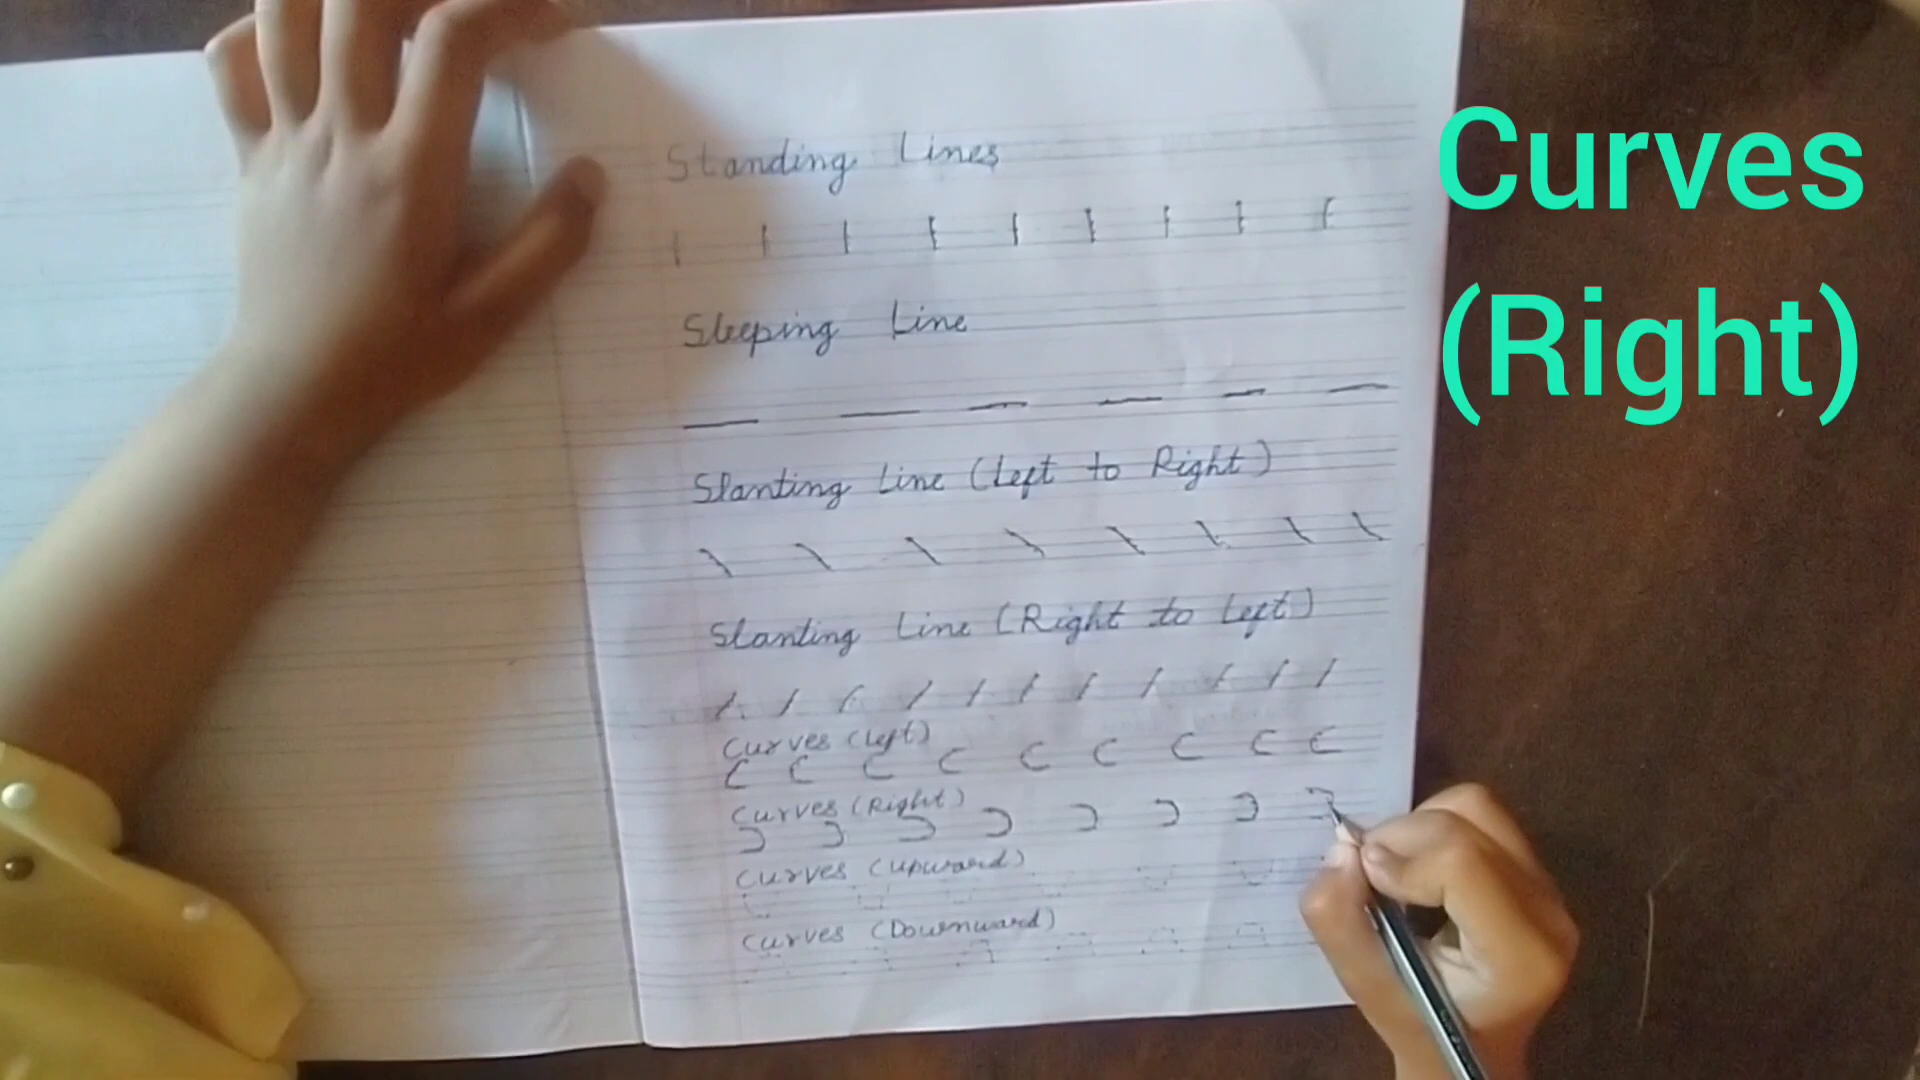 Standing Lines
Sleeping Line
Slanting Line (Left to Right)
Slanting Line (Right to Left)
Curves (Left)
C C C C C C C C C
Curves (Right)
Curves (Upward)
Curves (Downward)
Curves
(Right)